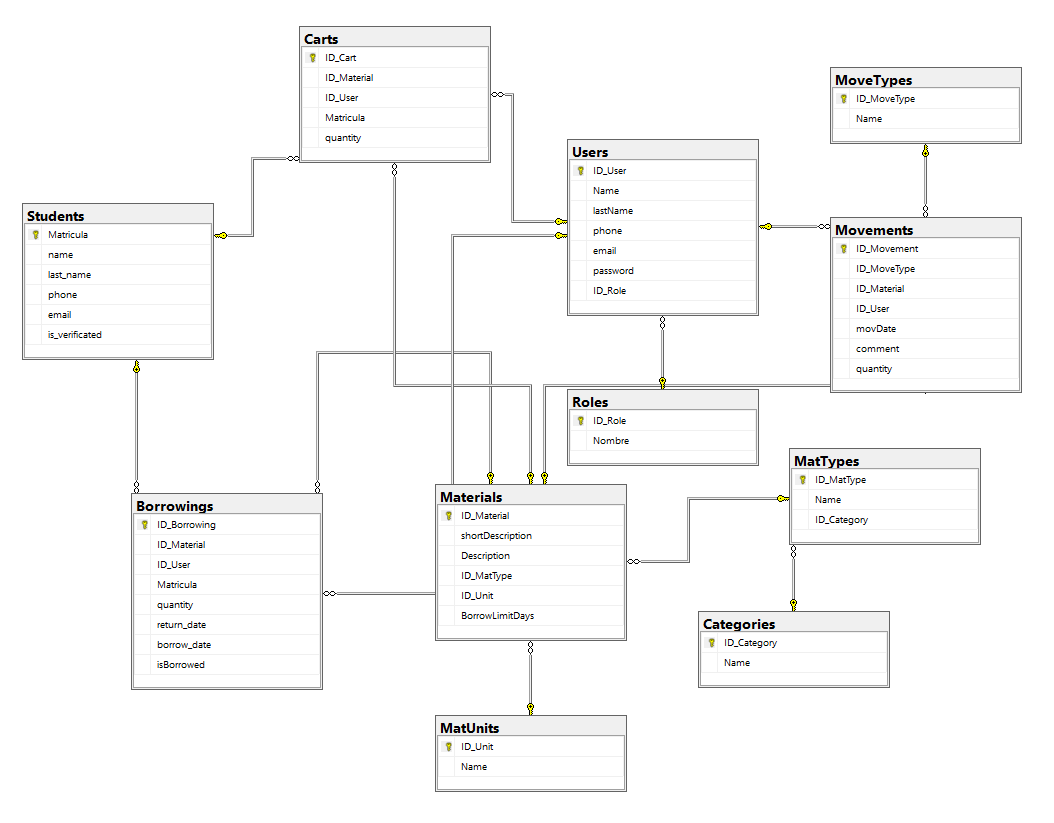 Carts
ID_Cart
ID_Material
ID_User
Matricula
quantity
MoveTypes
ID_MoveType
Name
Users
ID_User
Name
lastName
phone
email
password
ID_Role
Students
Matricula
name
last_name
phone
email
is_verificated
Movements
ID_Movement
ID_MoveType
ID_Material
ID_User
movDate
comment
quantity
Roles
ID_Role
Nombre
MatTypes
ID_MatType
Name
ID_Category
Borrowings
ID_Borrowing
ID_Material
ID_User
Matricula
quantity
return_date
borrow_date
isBorrowed
Materials
ID_Material
shortDescription
Description
ID_MatType
ID_Unit
BorrowLimitDays
Categories
ID_Category
Name
MatUnits
ID_Unit
Name